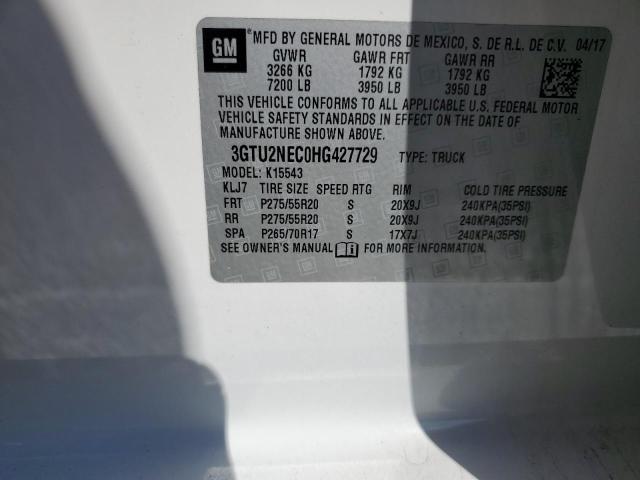 GM MFD BY GENERAL MOTORS DE MEXICO, S. DE R.L. DE C.V. 04/17
GVWR GAWR FRT GAWR RR
3266 KG 1792 KG 1792 KG
7200 LB 3950 LB 3950 LB
THIS VEHICLE CONFORMS TO ALL APPLICABLE U.S. FEDERAL MOTOR
VEHICLE SAFETY STANDARDS IN EFFECT ON THE DATE OF
MANUFACTURE SHOWN ABOVE.
3GTU2NEC0HG427729 TYPE: TRUCK
MODEL: K15543
KLJ7 TIRE SIZE SPEED RTG RIM COLD TIRE PRESSURE
FRT P275/55R20 S 20X9J 240KPA(35PSI)
RR P275/55R20 S 20X9J 240KPA(35PSI)
SPA P265/70R17 S 17X7J 240KPA(35PSI)
SEE OWNER'S MANUAL FOR MORE INFORMATION.